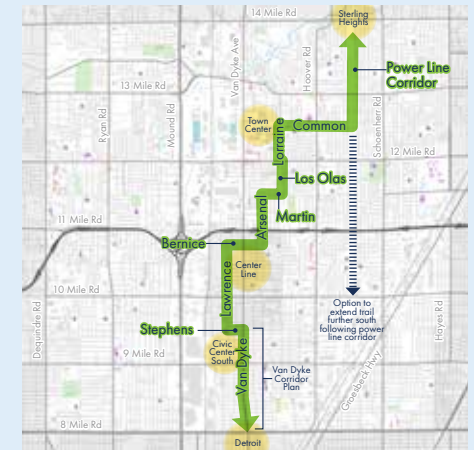 14 Mile Rd
Sterling
Heights
Van Dyke Ave
Hoover Rd
Power Line
Corridor
13 Mile Rd
Ryan Rd
Mound Rd
Schoenherr Rd
Town
Center
Lorraine
Common
12 Mile Rd
Los Olas
Martin
Arsenal
11 Mile Rd
Bernice
Center
Line
Lawrence
10 Mile Rd
Option to
extend trail
further south
following power
line corridor
Dequindre Rd
Hayes Rd
Stephens
9 Mile Rd
Civic
Center
South
Van Dyke
Van Dyke
Corridor
Plan
Groesbeck Hwy
8 Mile Rd
Detroit